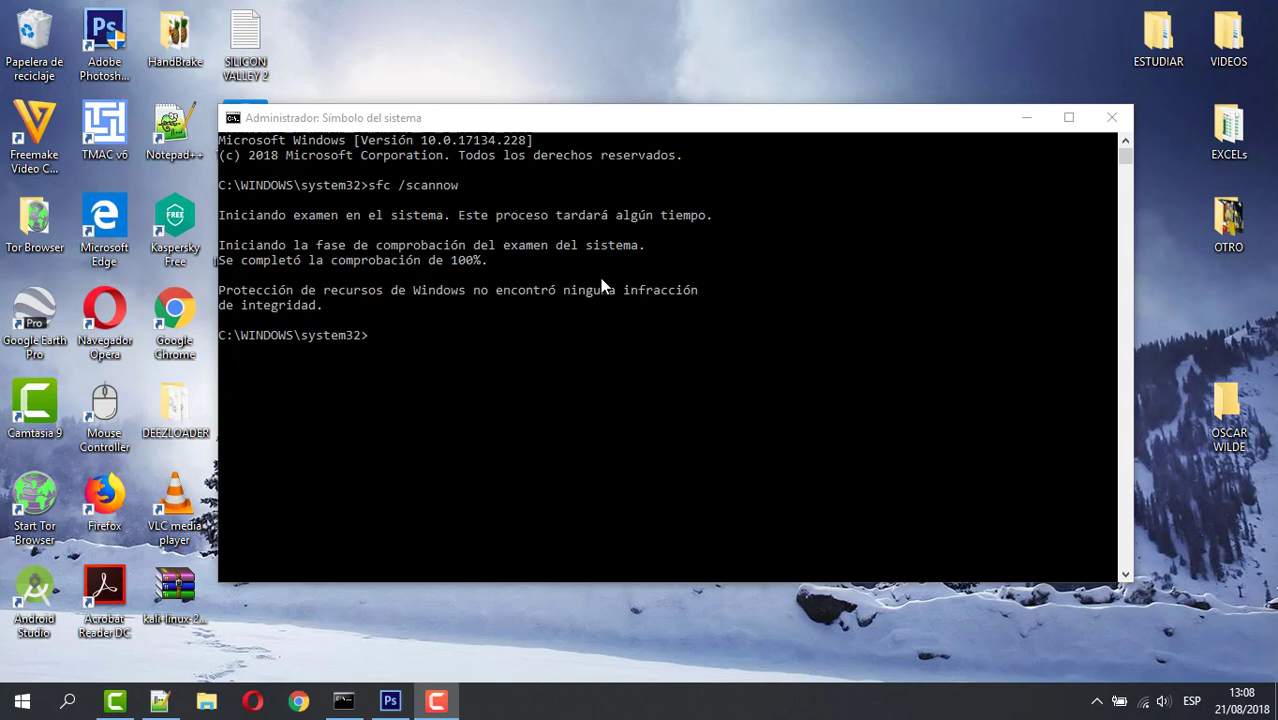 Papelera de
reciclaje
Adobe
Photosh...
HandBrake
SILICON
VALLEY 2
ESTUDIAR
VIDEOS
Freemake
Video C...
TMAC v6
Notepad++
EXCELs
Tor Browser
Microsoft
Edge
Kaspersky
Free
OTRO
Google Earth
Pro
Navegador
Opera
Google
Chrome
Camtasia 9
Mouse
Controller
DEEZLOADER
OSCAR
WILDE
Start Tor
Browser
Firefox
VLC media
player
Android
Studio
Acrobat
Reader DC
kali-linux-2...
Administrador: Símbolo del sistema
Microsoft Windows [Versión 10.0.17134.228]
(c) 2018 Microsoft Corporation. Todos los derechos reservados.
C:\WINDOWS\system32>sfc /scannow
Iniciando examen en el sistema. Este proceso tardará algún tiempo.
Iniciando la fase de comprobación del examen del sistema.
Se completó la comprobación de 100%.
Protección de recursos de Windows no encontró ninguna infracción
de integridad.
C:\WINDOWS\system32>
ESP
13:08
21/08/2018
Ps
FREE
Pro
Ps